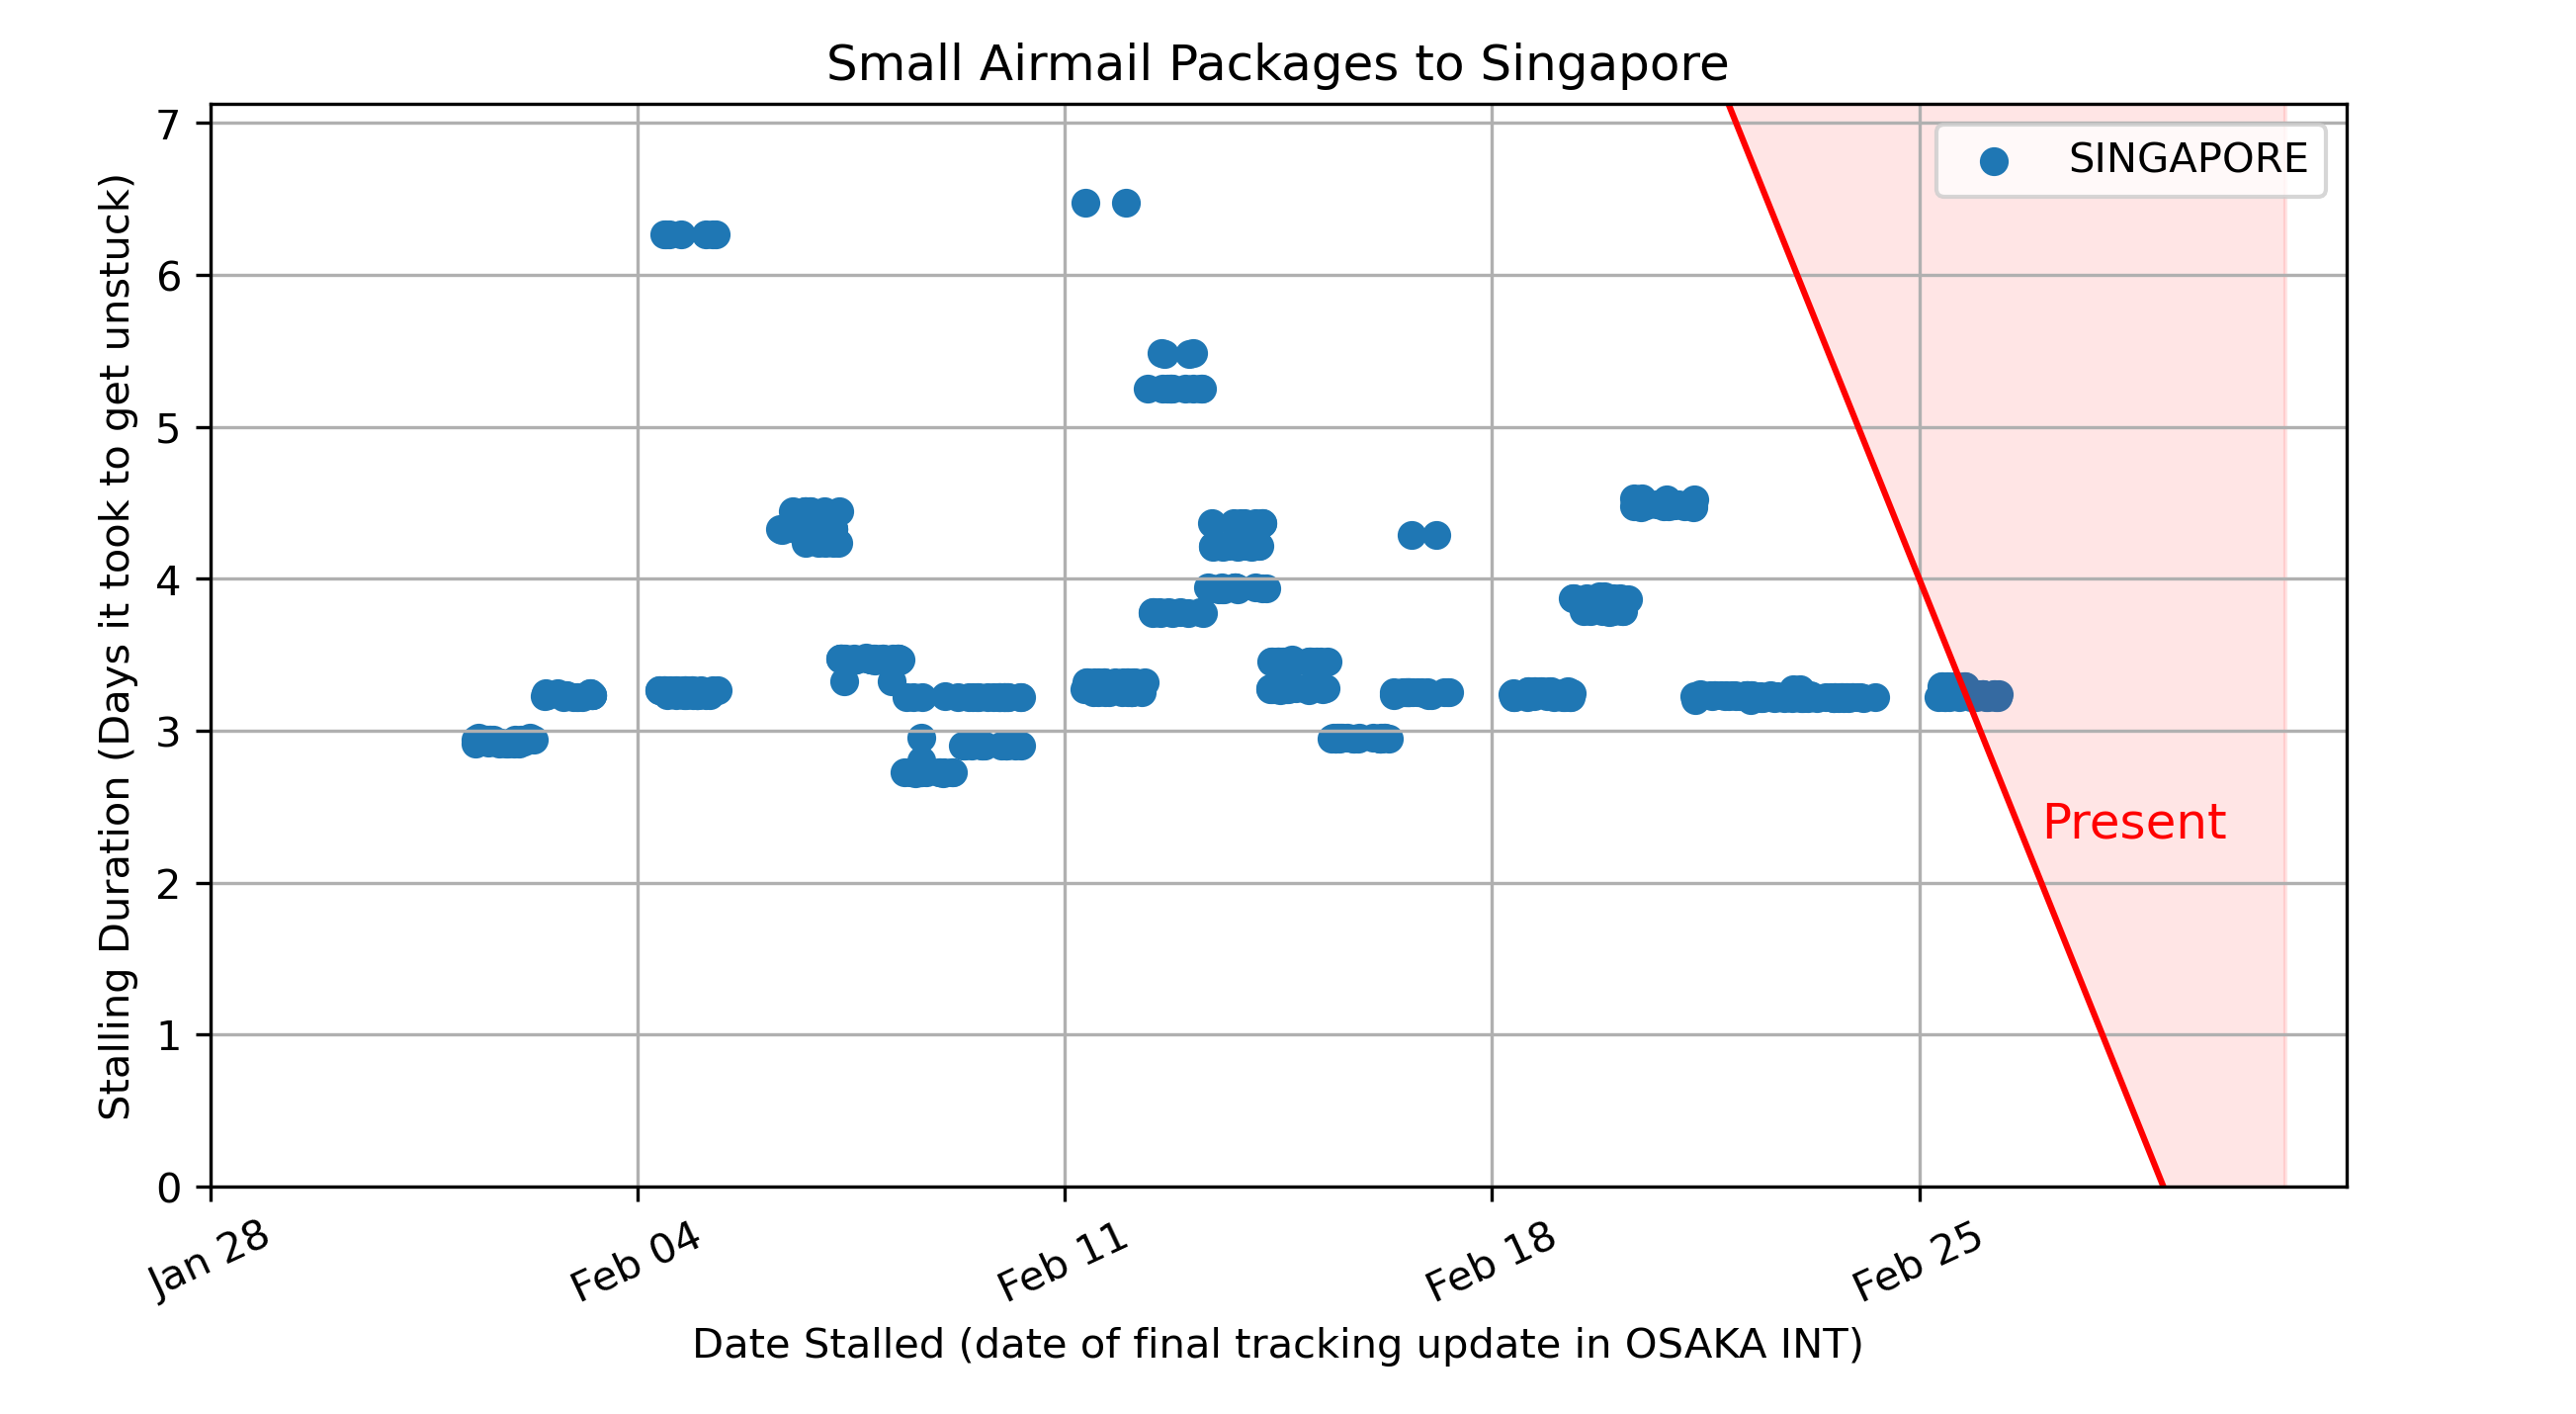 Small Airmail Packages to Singapore
Stalling Duration (Days it took to get unstuck)
7
6
5
4
3
2
1
0
SINGAPORE
Present
Jan 28
Feb 04
Feb 11
Feb 18
Feb 25
Date Stalled (date of final tracking update in OSAKA INT)